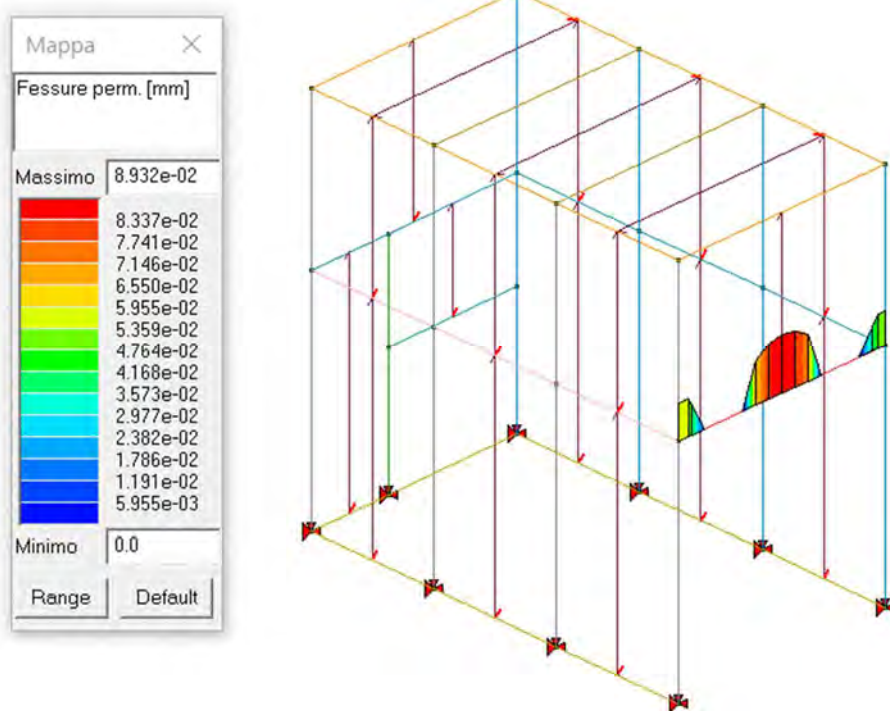 Mappa
Fessure perm. [mm]
Massimo 8.932e-02
8.337e-02
7.741e-02
7.146e-02
6.550e-02
5.955e-02
5.359e-02
4.764e-02
4.168e-02
3.573e-02
2.977e-02
2.382e-02
1.786e-02
1.191e-02
5.955e-03
Minimo 0.0
Range Default